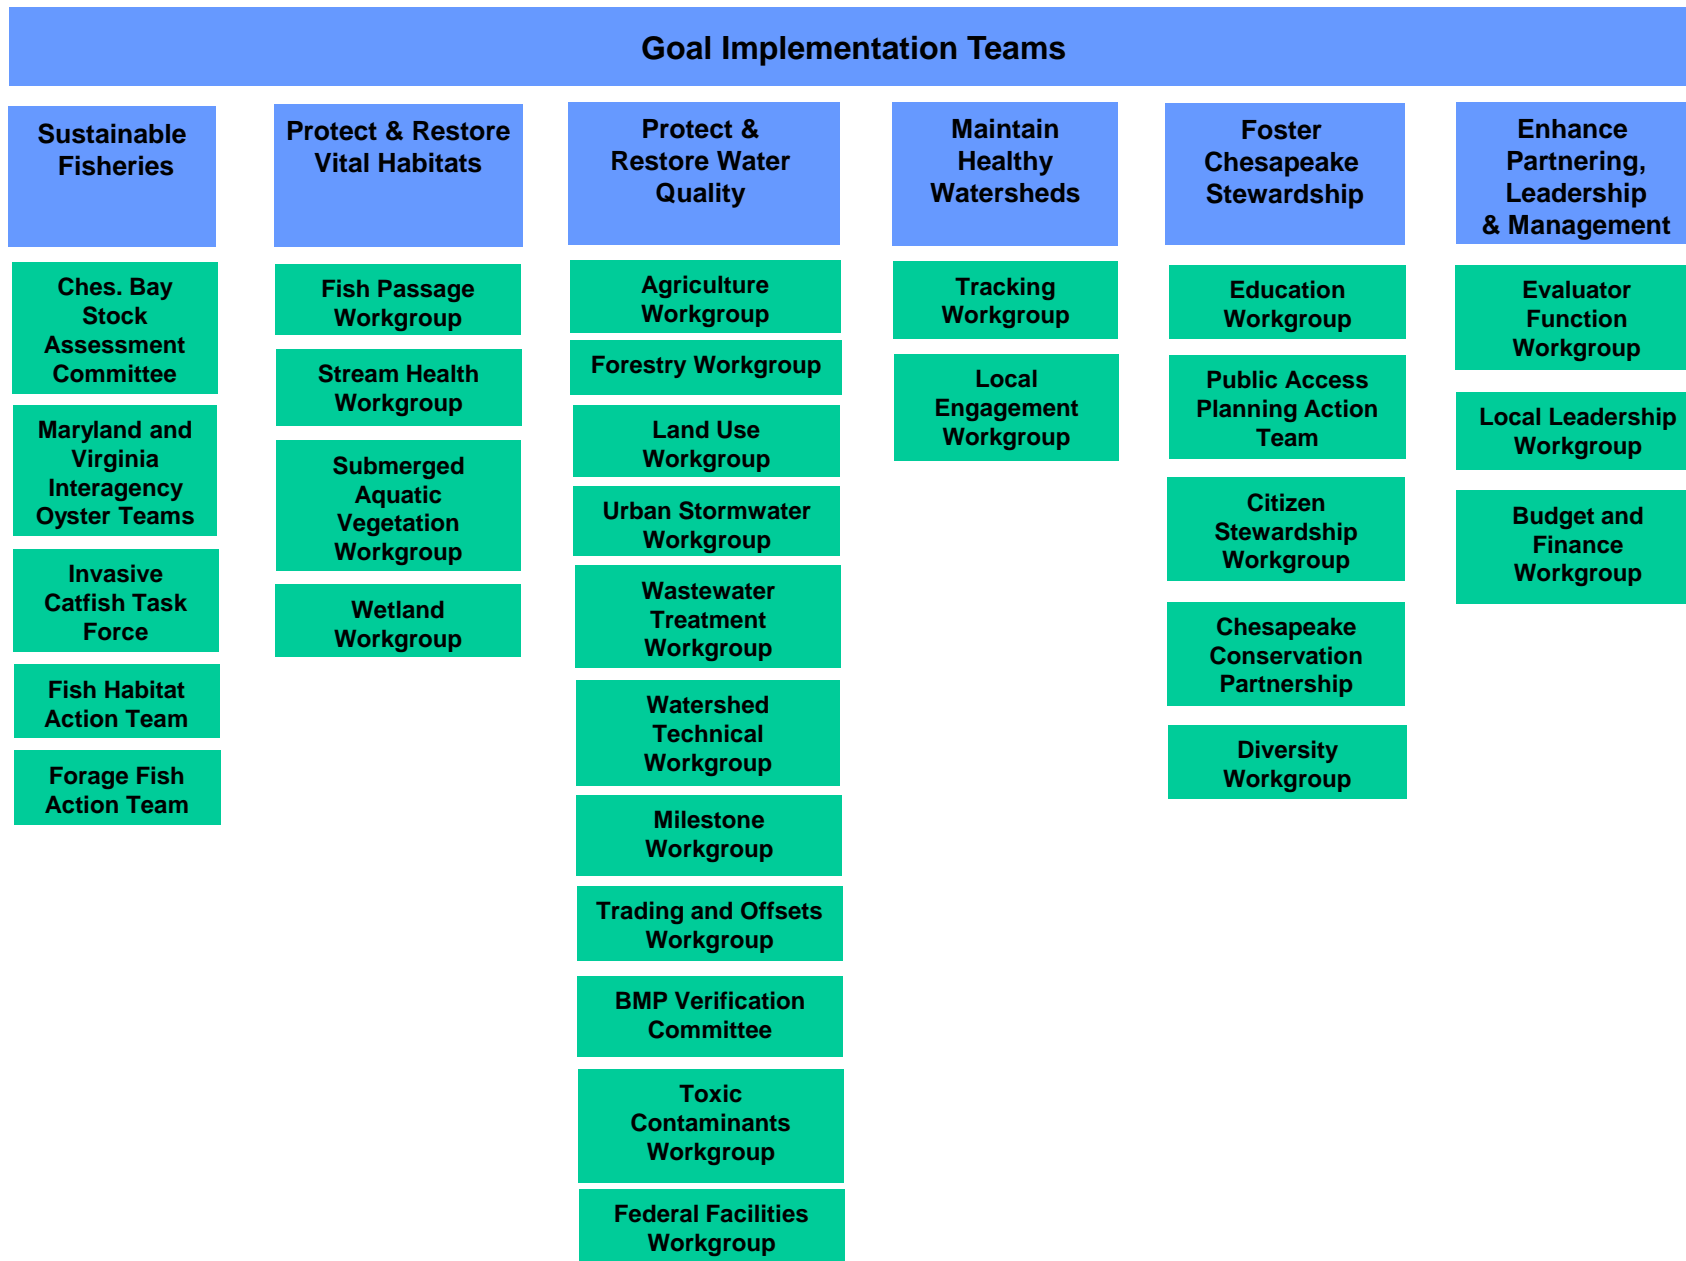 Goal Implementation Teams
Sustainable
Fisheries
Ches. Bay
Stock
Assessment
Committee
Maryland and
Virginia
Interagency
Oyster Teams
Invasive
Catfish Task
Force
Fish Habitat
Action Team
Forage Fish
Action Team
Protect & Restore
Vital Habitats
Fish Passage
Workgroup
Stream Health
Workgroup
Submerged
Aquatic
Vegetation
Workgroup
Wetland
Workgroup
Protect &
Restore Water
Quality
Agriculture
Workgroup
Forestry Workgroup
Land Use
Workgroup
Urban Stormwater
Workgroup
Wastewater
Treatment
Workgroup
Watershed
Technical
Workgroup
Milestone
Workgroup
Trading and Offsets
Workgroup
BMP Verification
Committee
Toxic
Contaminants
Workgroup
Federal Facilities
Workgroup
Maintain
Healthy
Watersheds
Tracking
Workgroup
Local
Engagement
Workgroup
Foster
Chesapeake
Stewardship
Education
Workgroup
Public Access
Planning Action
Team
Citizen
Stewardship
Workgroup
Chesapeake
Conservation
Partnership
Diversity
Workgroup
Enhance
Partnering,
Leadership
& Management
Evaluator
Function
Workgroup
Local Leadership
Workgroup
Budget and
Finance
Workgroup